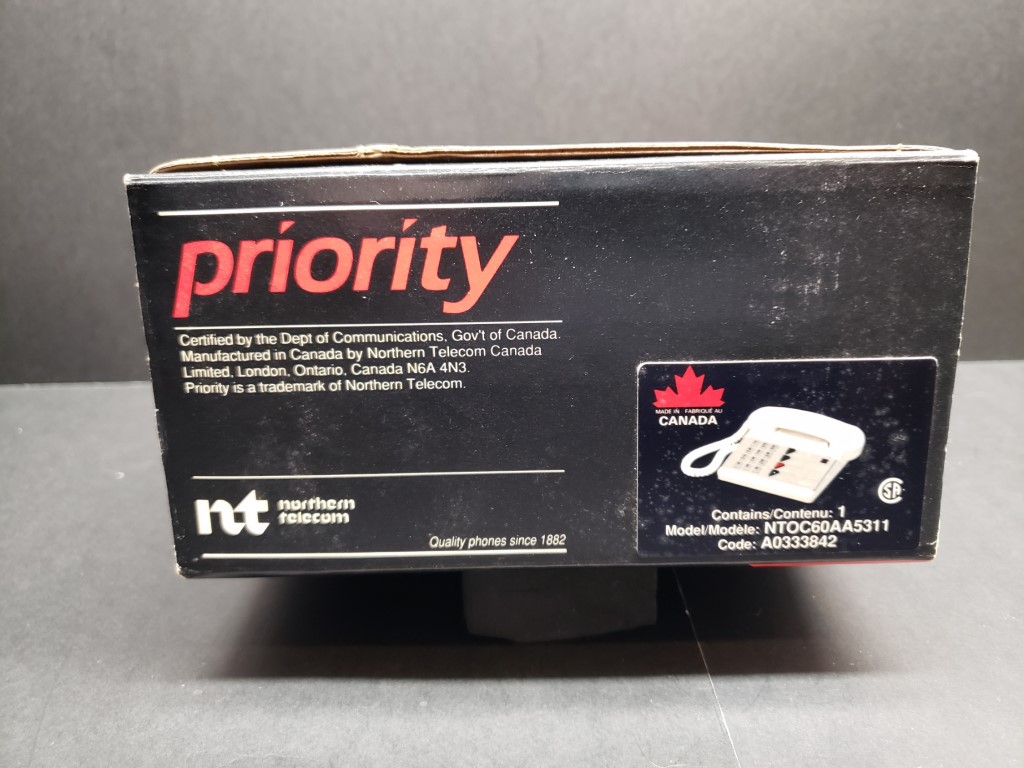 priority
Certified by the Dept of Communications, Gov't of Canada.
Manufactured in Canada by Northern Telecom Canada
Limited, London, Ontario, Canada N6A 4N3.
Priority is a trademark of Northern Telecom.
nt northern
telecom
Quality phones since 1882
MADE IN FABRIQUÉ AU
CANADA
SA
Contains/Contenu: 1
Model/Modèle: NTOC60AA5311
Code: A0333842